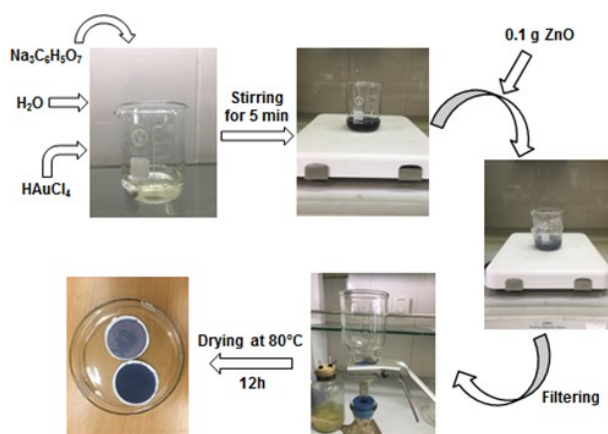 Na₃C₆H₅O₇
H₂O
HAuCl₄
Stirring
for 5 min
0.1 g ZnO
Filtering
Drying at 80°C
12h